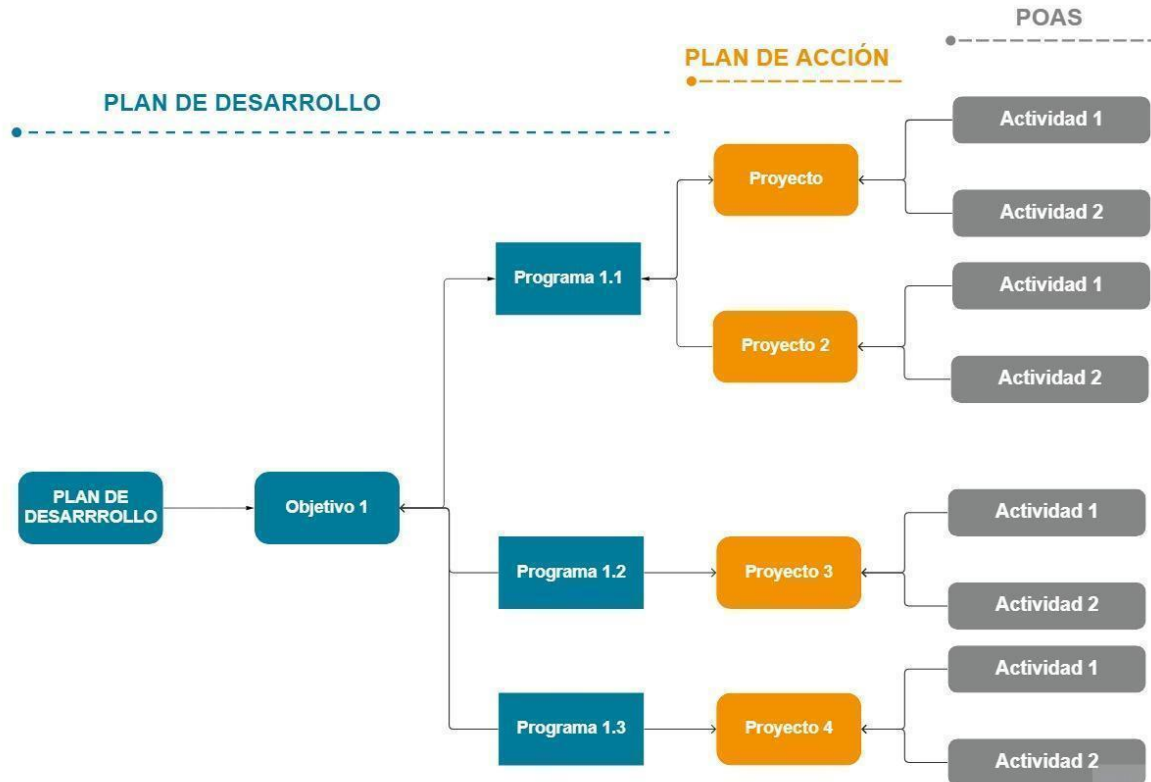 POAS
PLAN DE ACCIÓN
PLAN DE DESARROLLO
Actividad 1
Proyecto
Actividad 2
Programa 1.1
Actividad 1
Proyecto 2
Actividad 2
PLAN DE
DESARRROLLO
Objetivo 1
Actividad 1
Programa 1.2
Proyecto 3
Actividad 2
Actividad 1
Programa 1.3
Proyecto 4
Actividad 2